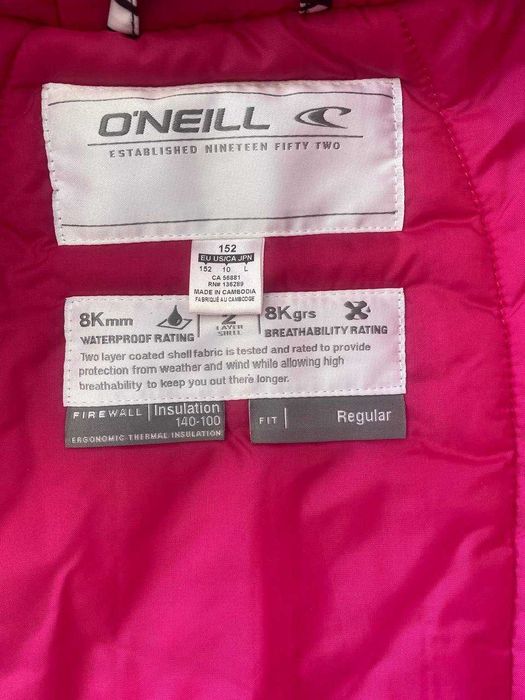 O'NEILL
ESTABLISHED NINETEEN FIFTY TWO
152
EU US/CA JPN
152 10 L
CA 56881
RN# 136289
MADE IN CAMBODIA
FABRIQUÉ AU CAMBODGE
8Kmm
WATERPROOF RATING
2
LAYER
SHELL
8Kgrs
BREATHABILITY RATING
Two layer coated shell fabric is tested and rated to provide
protection from weather and wind while allowing high
breathability to keep you out there longer.
FIREWALL | Insulation
140-100
ERGONOMIC THERMAL INSULATION
FIT | Regular